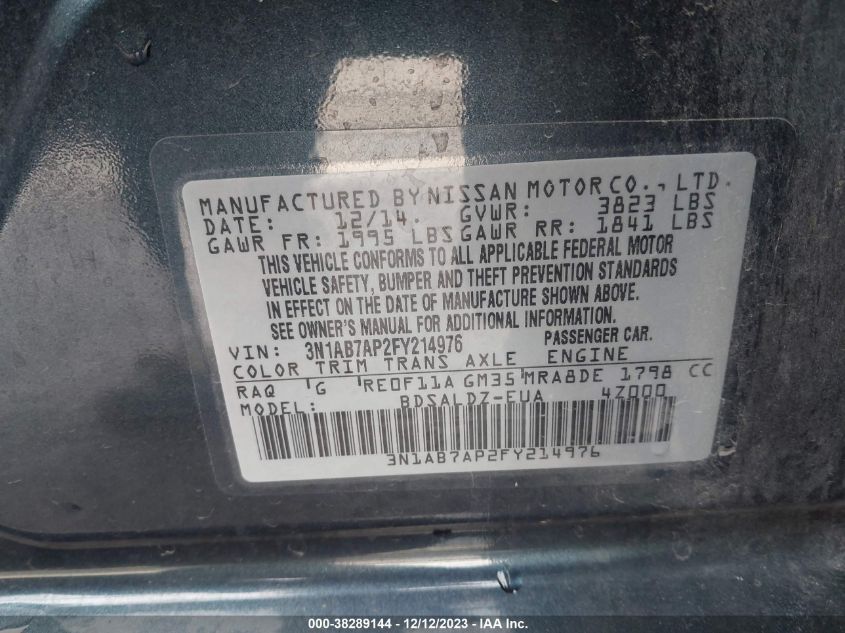 MANUFACTURED BY NISSAN MOTOR CO., LTD.
DATE: 12/14. GVWR: 3823 LBS
GAWR FR: 1995 LBS GAWR RR: 1841 LBS
THIS VEHICLE CONFORMS TO ALL APPLICABLE FEDERAL MOTOR
VEHICLE SAFETY, BUMPER AND THEFT PREVENTION STANDARDS
IN EFFECT ON THE DATE OF MANUFACTURE SHOWN ABOVE.
SEE OWNER'S MANUAL FOR ADDITIONAL INFORMATION.
VIN: 3N1AB7AP2FY214976 PASSENGER CAR.
COLOR TRIM TRANS AXLE ENGINE
RAQ 'G 'RE0F11A GM35'MRA8DE 1798 CC
MODEL: BDSALDZ-EUA 4Z000
3N1AB7AP2FY214976
000-38289144 - 12/12/2023 - IAAI.com